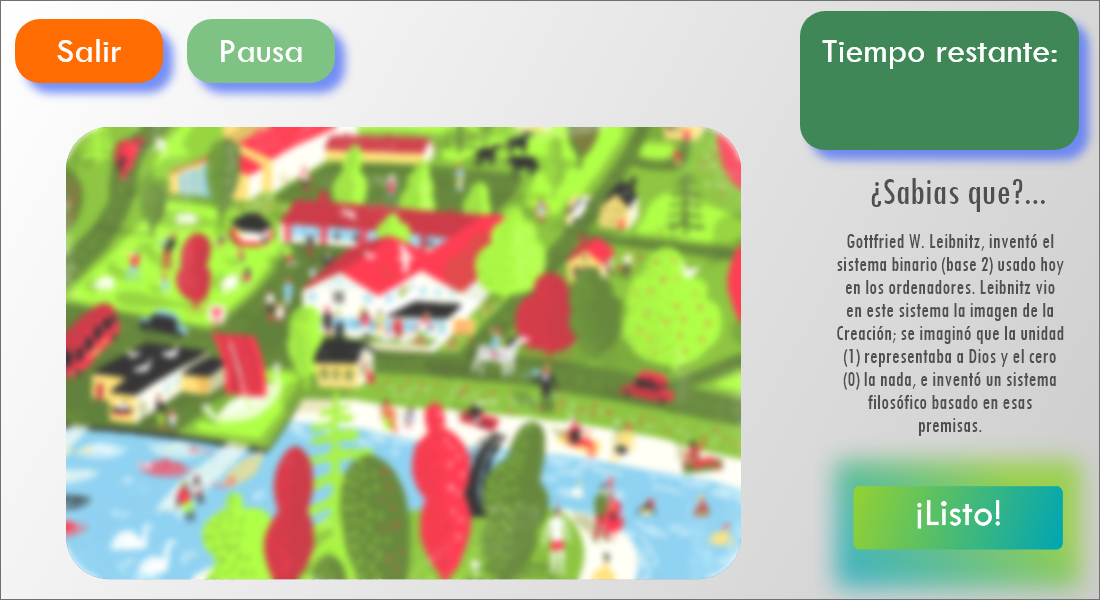 Salir
Pausa
Tiempo restante:
¿Sabias que?...
Gottfried W. Leibnitz, inventó el
sistema binario (base 2) usado hoy
en los ordenadores. Leibnitz vio
en este sistema la imagen de la
Creación; se imaginó que la unidad
(1) representaba a Dios y el cero
(0) la nada, e inventó un sistema
filosófico basado en esas
premisas.
¡Listo!